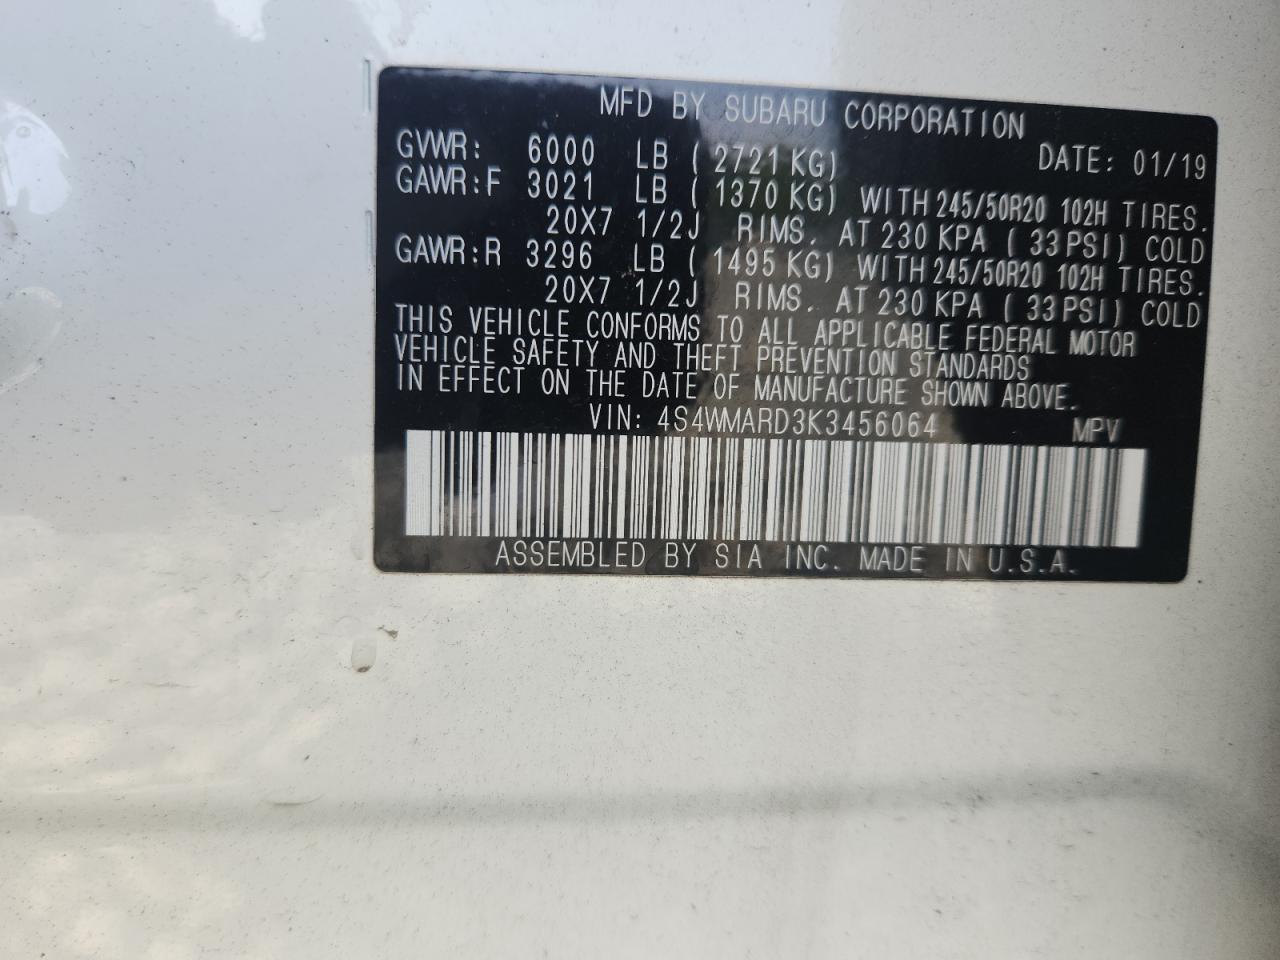 MFD BY SUBARU CORPORATION
GVWR: 6000 LB ( 2721 KG) DATE: 01/19
GAWR:F 3021 LB ( 1370 KG) WITH 245/50R20 102H TIRES.
20X7 1/2J RIMS. AT 230 KPA ( 33 PSI) COLD
GAWR:R 3296 LB ( 1495 KG) WITH 245/50R20 102H TIRES.
20X7 1/2J RIMS. AT 230 KPA ( 33 PSI) COLD
THIS VEHICLE CONFORMS TO ALL APPLICABLE FEDERAL MOTOR
VEHICLE SAFETY AND THEFT PREVENTION STANDARDS
IN EFFECT ON THE DATE OF MANUFACTURE SHOWN ABOVE.
VIN: 4S4WMARD3K3456064 MPV
ASSEMBLED BY SIA INC. MADE IN U.S.A.